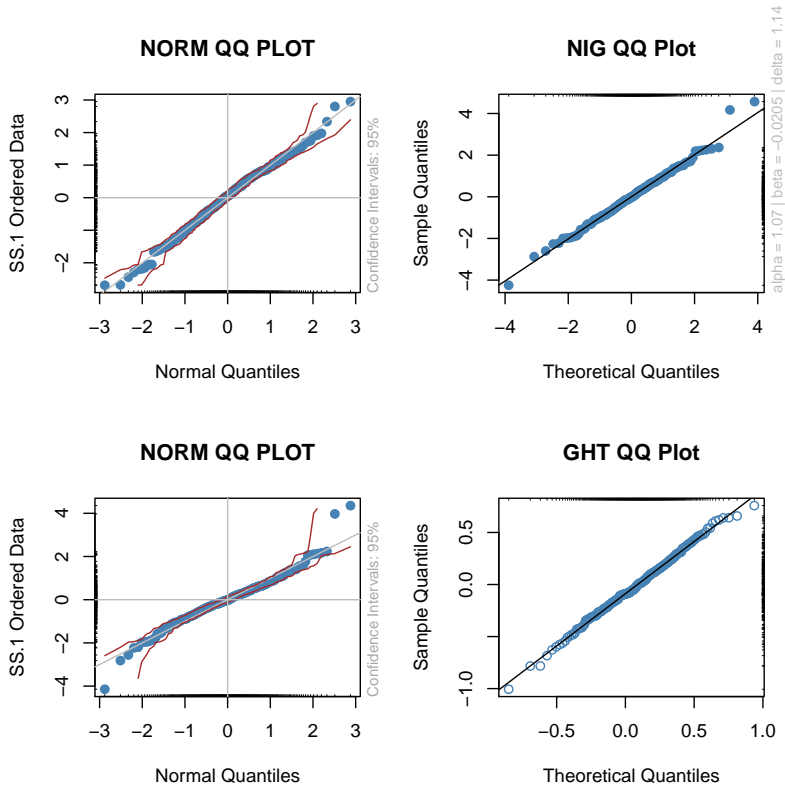 NORM QQ PLOT
3
2
1
0
−2
SS.1 Ordered Data
−3 −2 −1 0 1 2 3
Normal Quantiles
Confidence Intervals: 95%
NIG QQ Plot
4
2
0
−2
−4
Sample Quantiles
−4 −2 0 2 4
Theoretical Quantiles
alpha = 1.07 | beta = −0.0205 | delta = 1.14
NORM QQ PLOT
4
2
0
−2
−4
SS.1 Ordered Data
−3 −2 −1 0 1 2 3
Normal Quantiles
Confidence Intervals: 95%
GHT QQ Plot
0.5
0.0
−1.0
Sample Quantiles
−0.5 0.0 0.5 1.0
Theoretical Quantiles